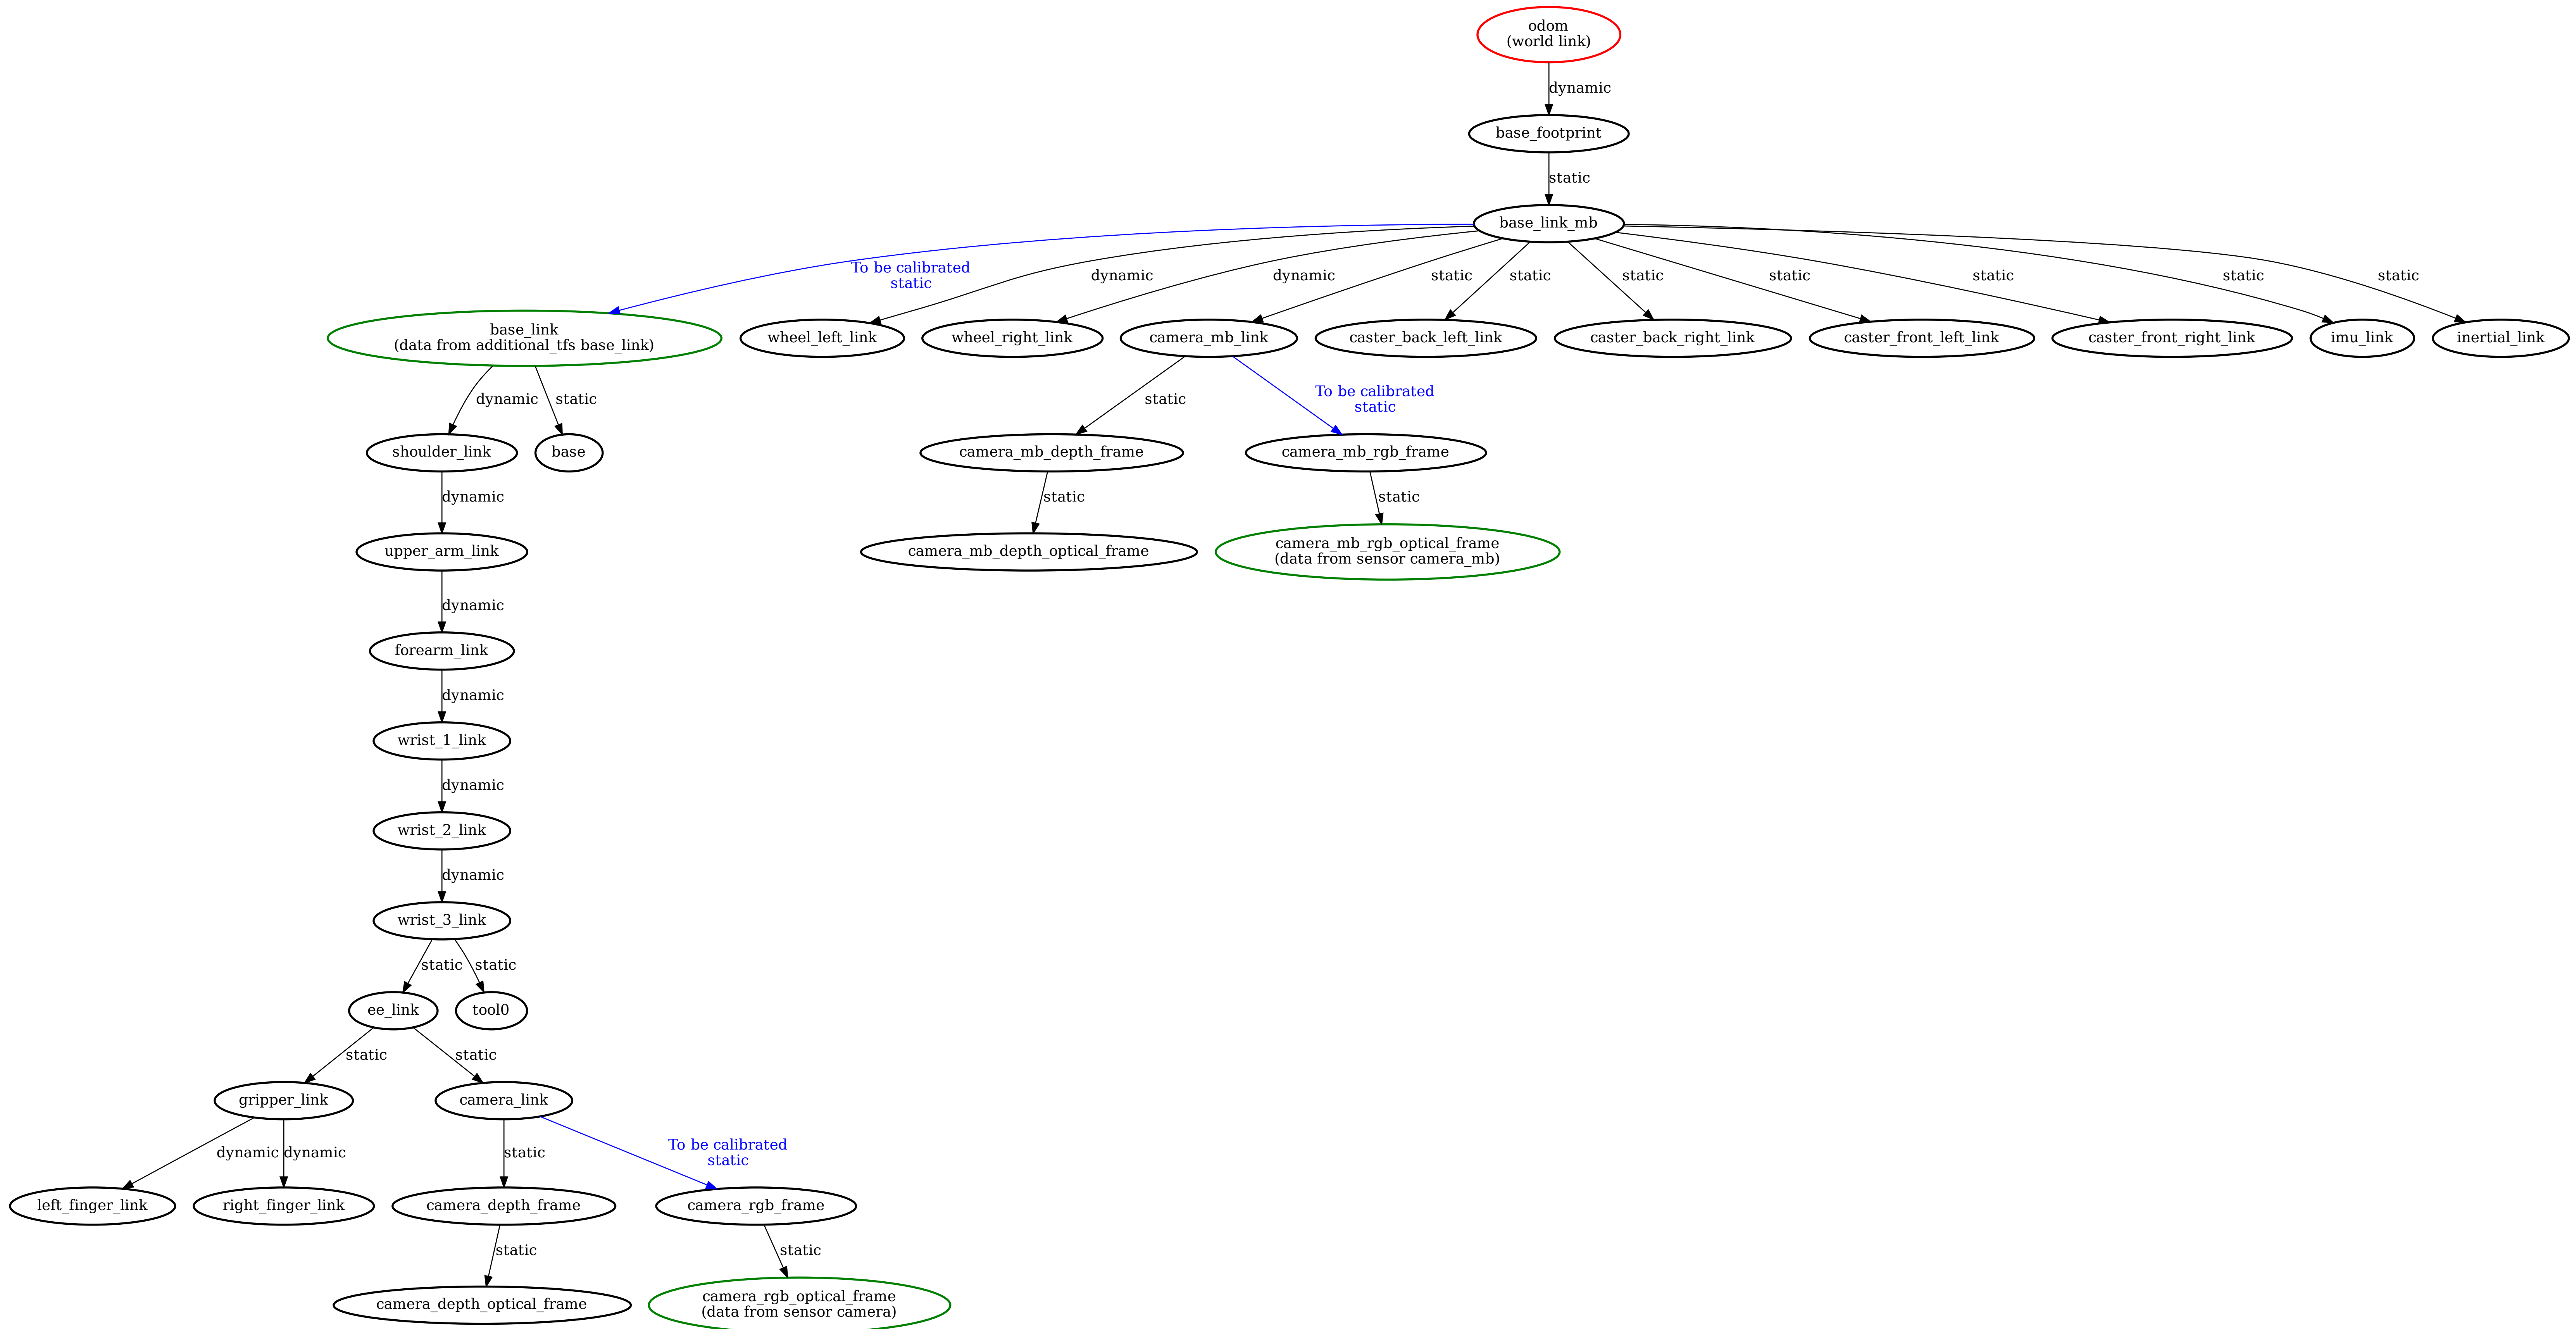 odom
(world link)
dynamic
base_footprint
static
base_link_mb
To be calibrated
static
dynamic
dynamic
static
static
static
static
static
static
static
base_link
(data from additional_tfs base_link)
wheel_left_link
wheel_right_link
camera_mb_link
caster_back_left_link
caster_back_right_link
caster_front_left_link
caster_front_right_link
imu_link
inertial_link
dynamic
static
static
To be calibrated
static
shoulder_link
base
camera_mb_depth_frame
camera_mb_rgb_frame
dynamic
static
static
upper_arm_link
camera_mb_depth_optical_frame
camera_mb_rgb_optical_frame
(data from sensor camera_mb)
dynamic
forearm_link
dynamic
wrist_1_link
dynamic
wrist_2_link
dynamic
wrist_3_link
static
static
ee_link
tool0
static
static
gripper_link
camera_link
dynamic
dynamic
static
To be calibrated
static
left_finger_link
right_finger_link
camera_depth_frame
camera_rgb_frame
static
static
camera_depth_optical_frame
camera_rgb_optical_frame
(data from sensor camera)